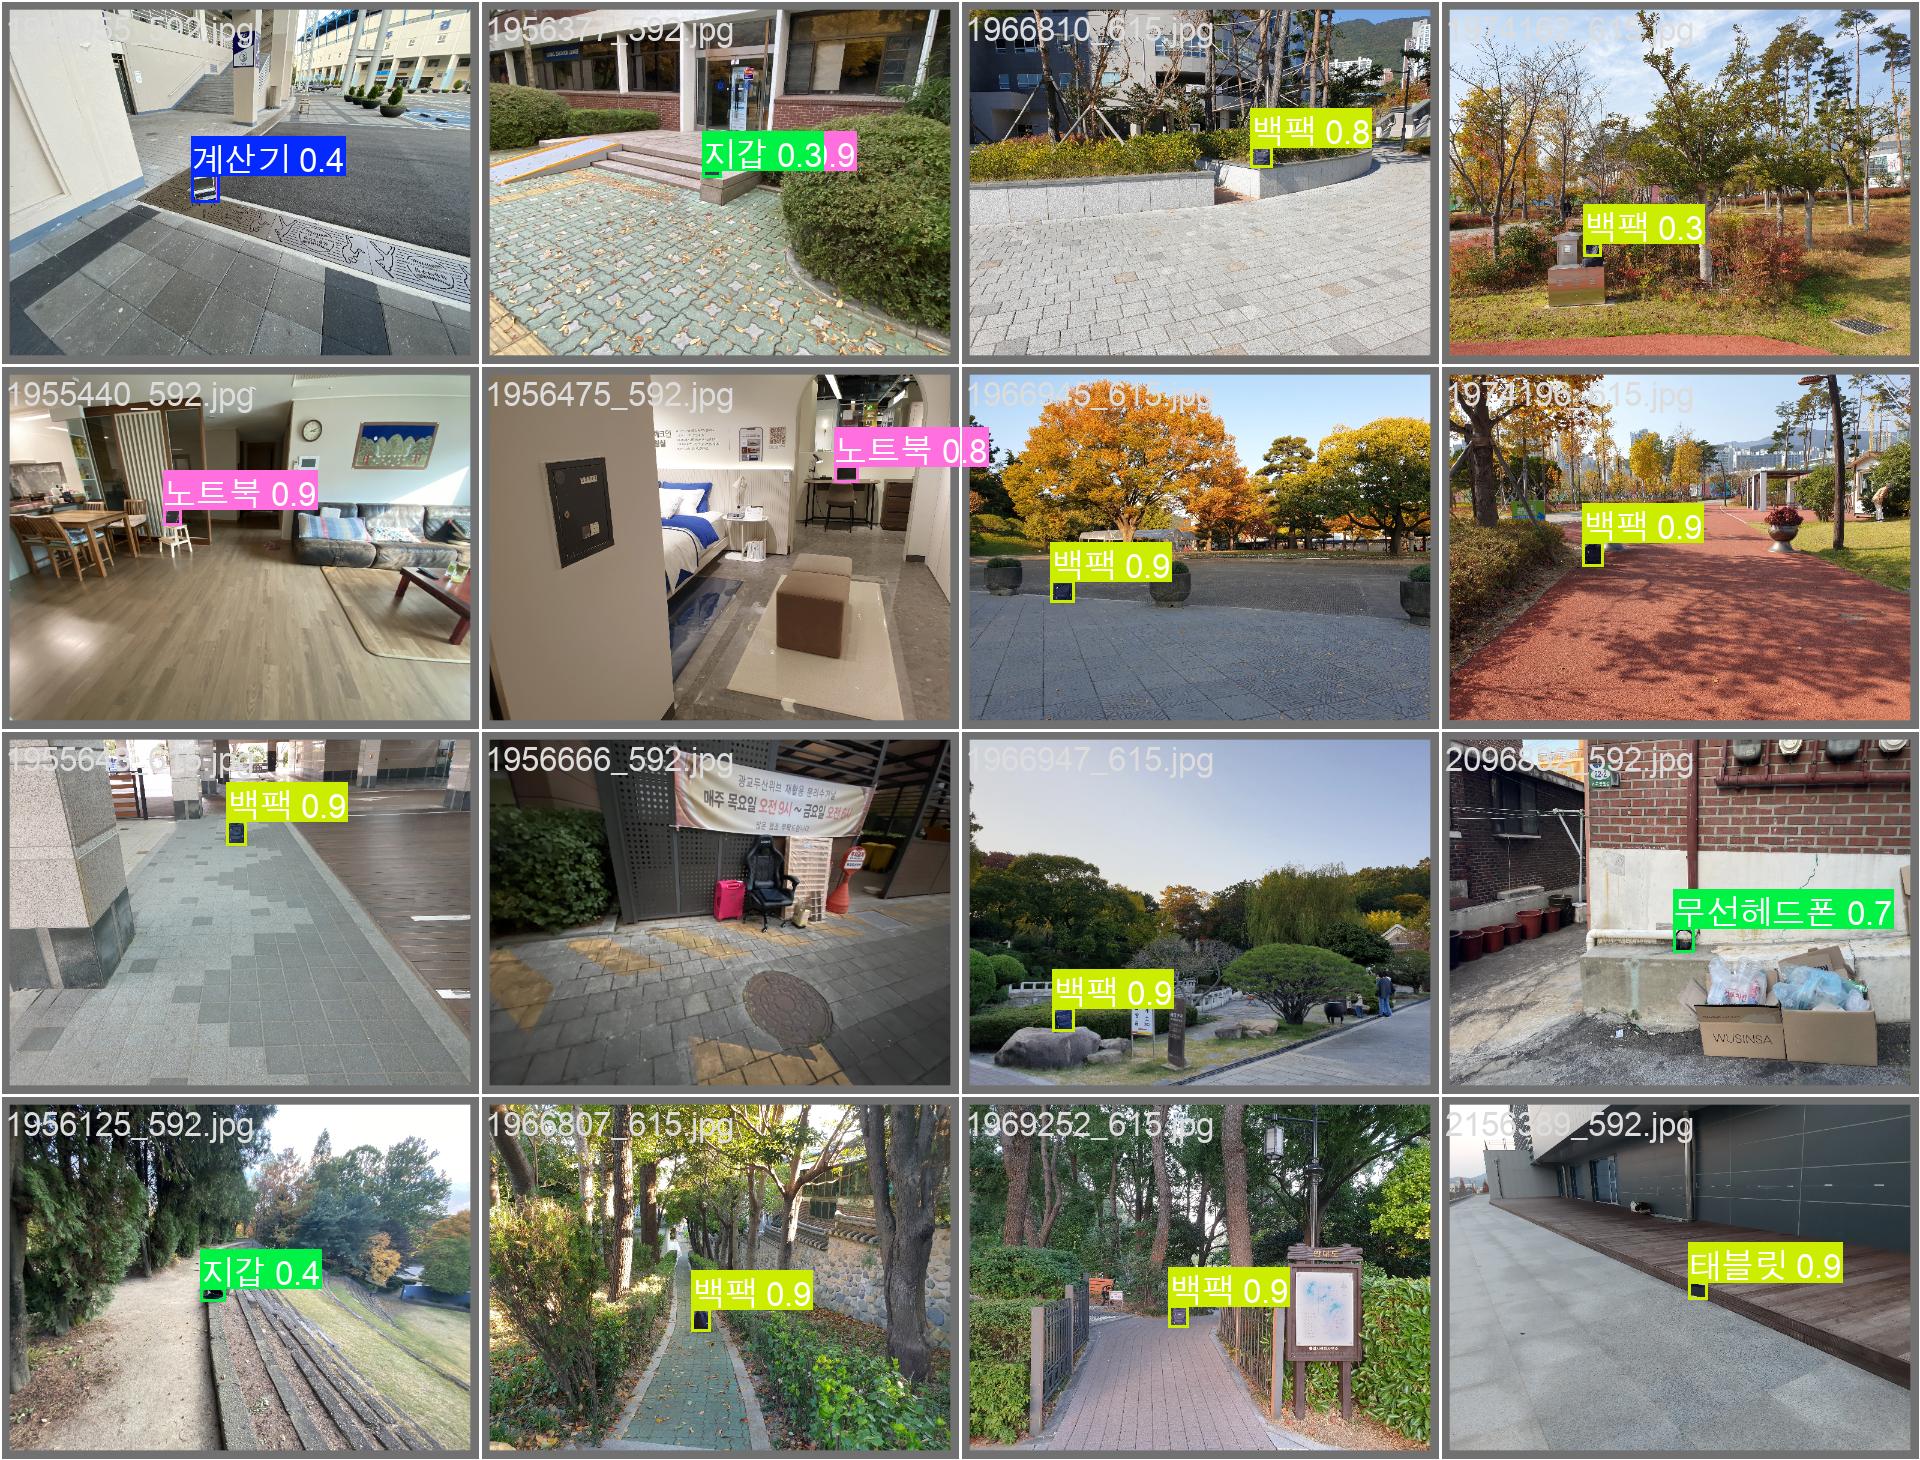 1956377_592.jpg
1966810_615.jpg
계산기 0.4
지갑 0.3
.9
백팩 0.8
백팩 0.3
1955440_592.jpg
1956475_592.jpg
1966945_615.jpg
1974196_615.jpg
노트북 0.9
노트북 0.8
백팩 0.9
백팩 0.9
1956666_592.jpg
1966947_615.jpg
백팩 0.9
매주 목요일 오전 9시 ~ 금요일 오전 6시
백팩 0.9
무선헤드폰 0.7
WUSINSA
1956125_592.jpg
1966807_615.jpg
1969252_615.jpg
지갑 0.4
백팩 0.9
백팩 0.9
태블릿 0.9